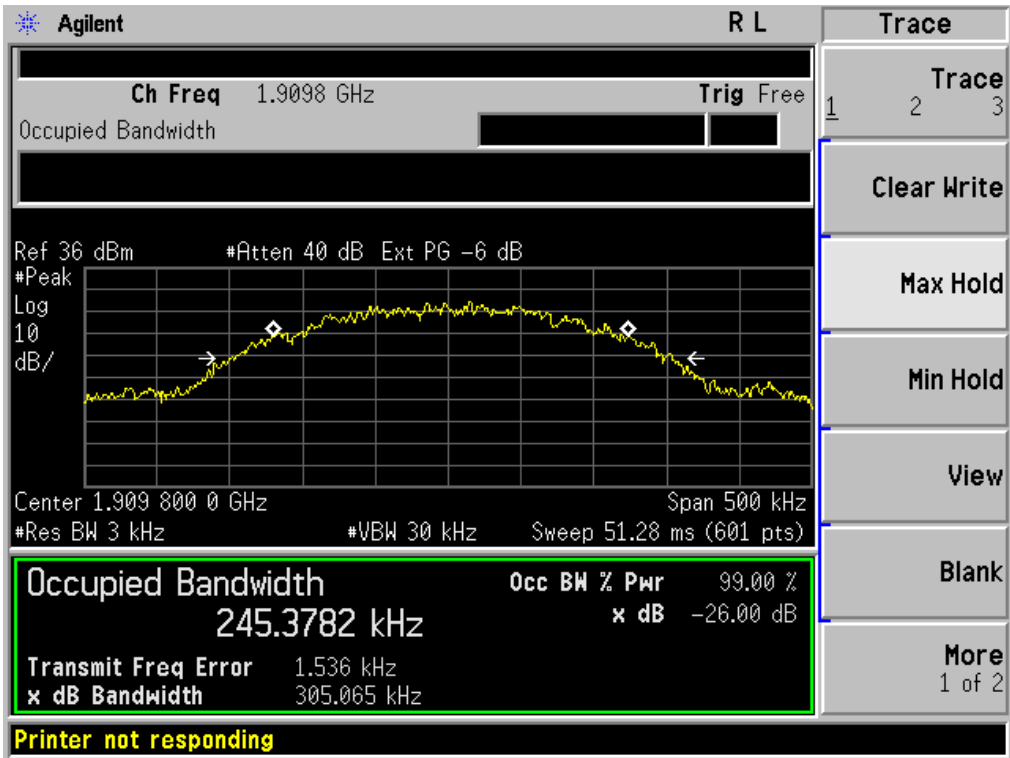 Agilent R L Trace
Ch Freq 1.9098 GHz Trig Free
Occupied Bandwidth
Trace
1 2 3
Clear Write
Max Hold
Min Hold
View
Blank
More
1 of 2
Ref 36 dBm #Atten 40 dB Ext PG -6 dB
#Peak
Log
10
dB/
Center 1.909 800 0 GHz Span 500 kHz
#Res BW 3 kHz #VBW 30 kHz Sweep 51.28 ms (601 pts)
Occupied Bandwidth Occ BW % Pwr 99.00 %
245.3782 kHz x dB -26.00 dB
Transmit Freq Error 1.536 kHz
x dB Bandwidth 305.065 kHz
Printer not responding